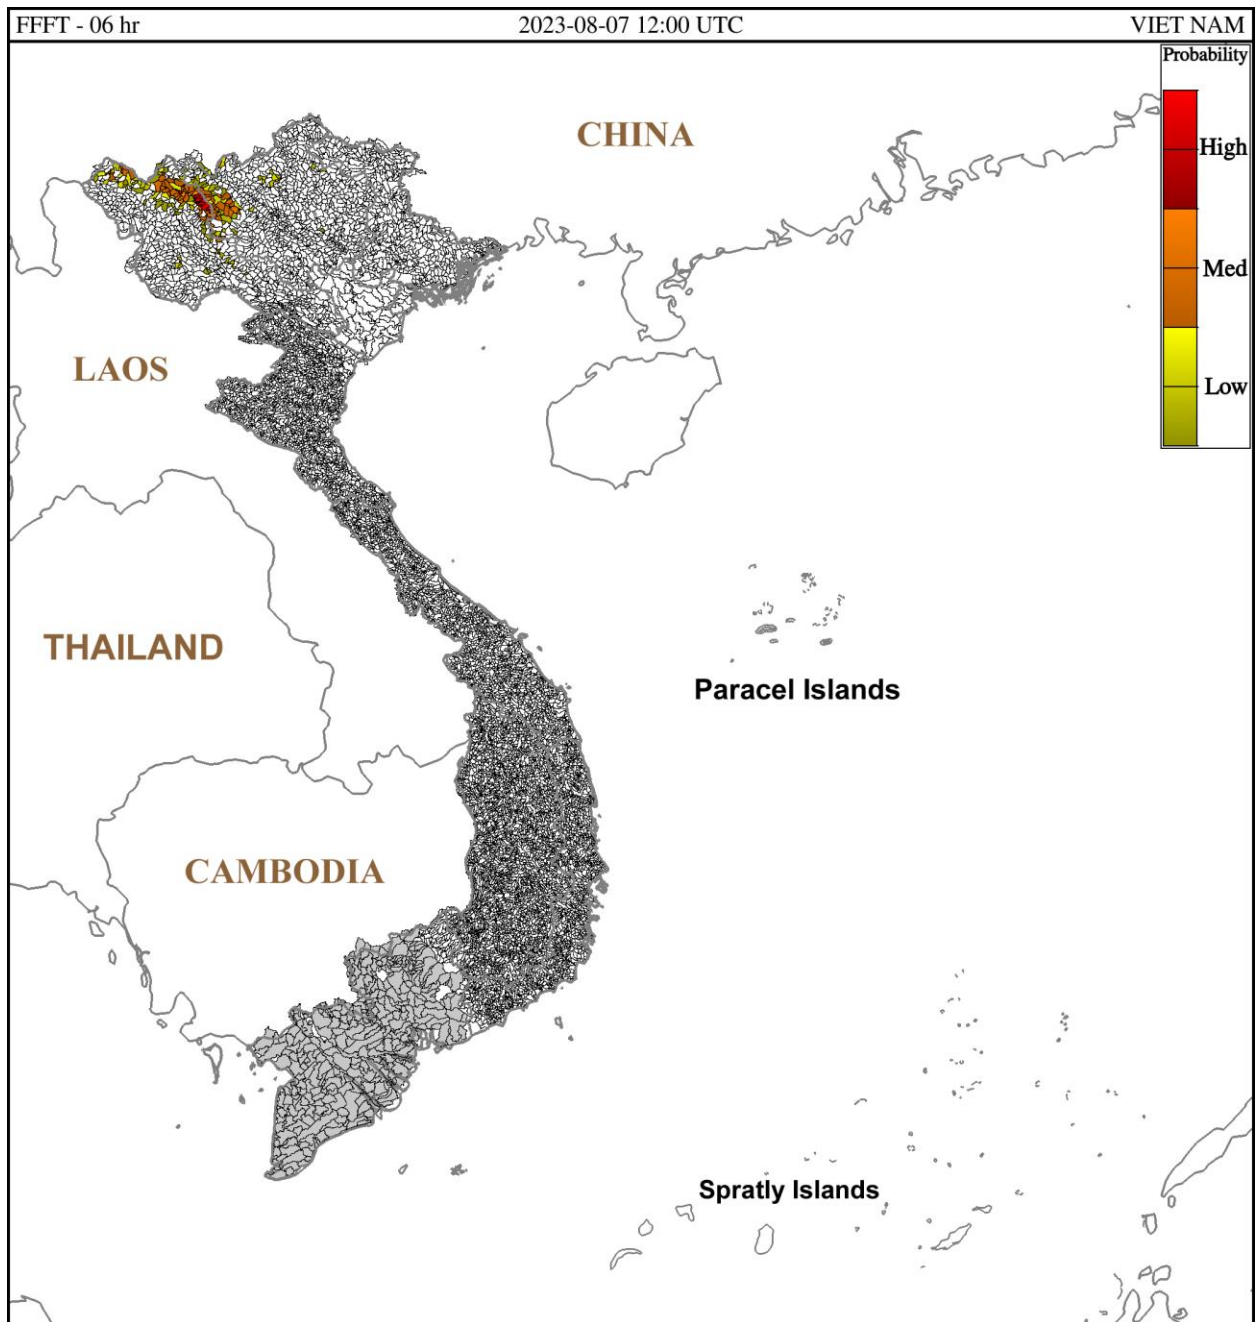 FFFT - 06 hr
2023-08-07 12:00 UTC
VIET NAM
Probability
High
Med
Low
CHINA
LAOS
THAILAND
Paracel Islands
CAMBODIA
Spratly Islands